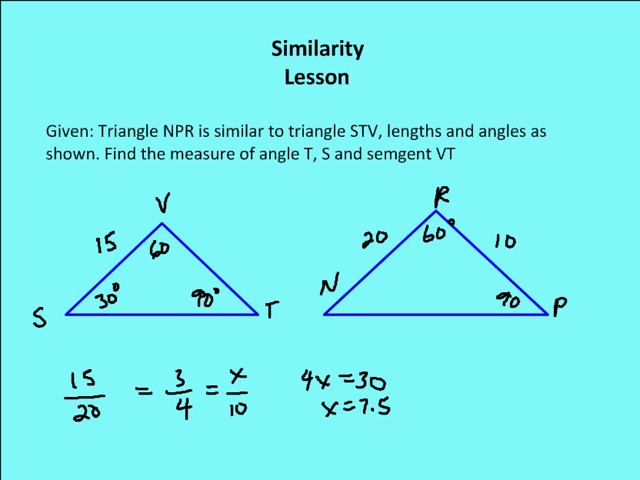 Similarity
Lesson
Given: Triangle NPR is similar to triangle STV, lengths and angles as
shown. Find the measure of angle T, S and semgent VT
V
R
15
60
20
60°
10
30°
90°
N
90
S
T
P
15/20 = 3/4 = x/10
4x = 30
x = 7.5